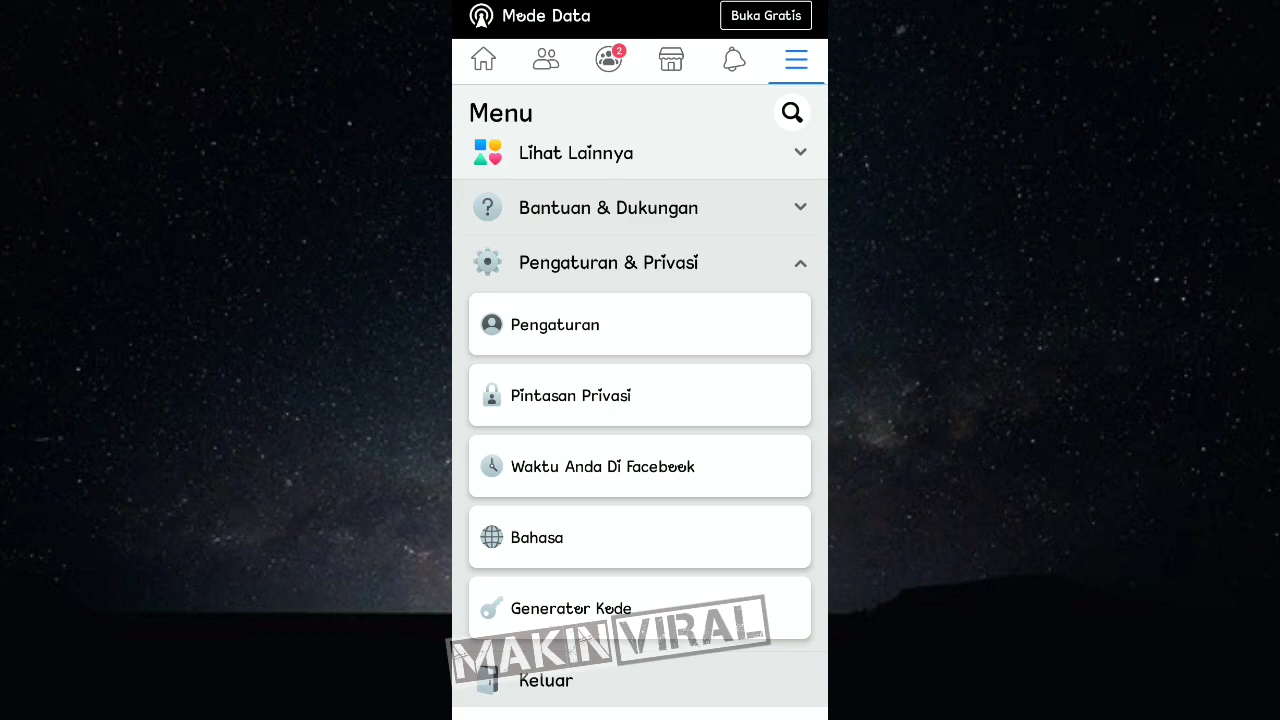 Mode Data
Buka Gratis
2
Menu
Lihat Lainnya
Bantuan & Dukungan
Pengaturan & Privasi
Pengaturan
Pintasan Privasi
Waktu Anda Di Facebook
Bahasa
Generator Kode
MAKIN VIRAL
Keluar